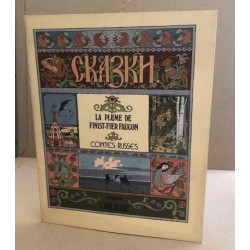 СКАЗКИ
LA PLUME DE
FINIST-FIER FAUCON
CONTES RUSSES